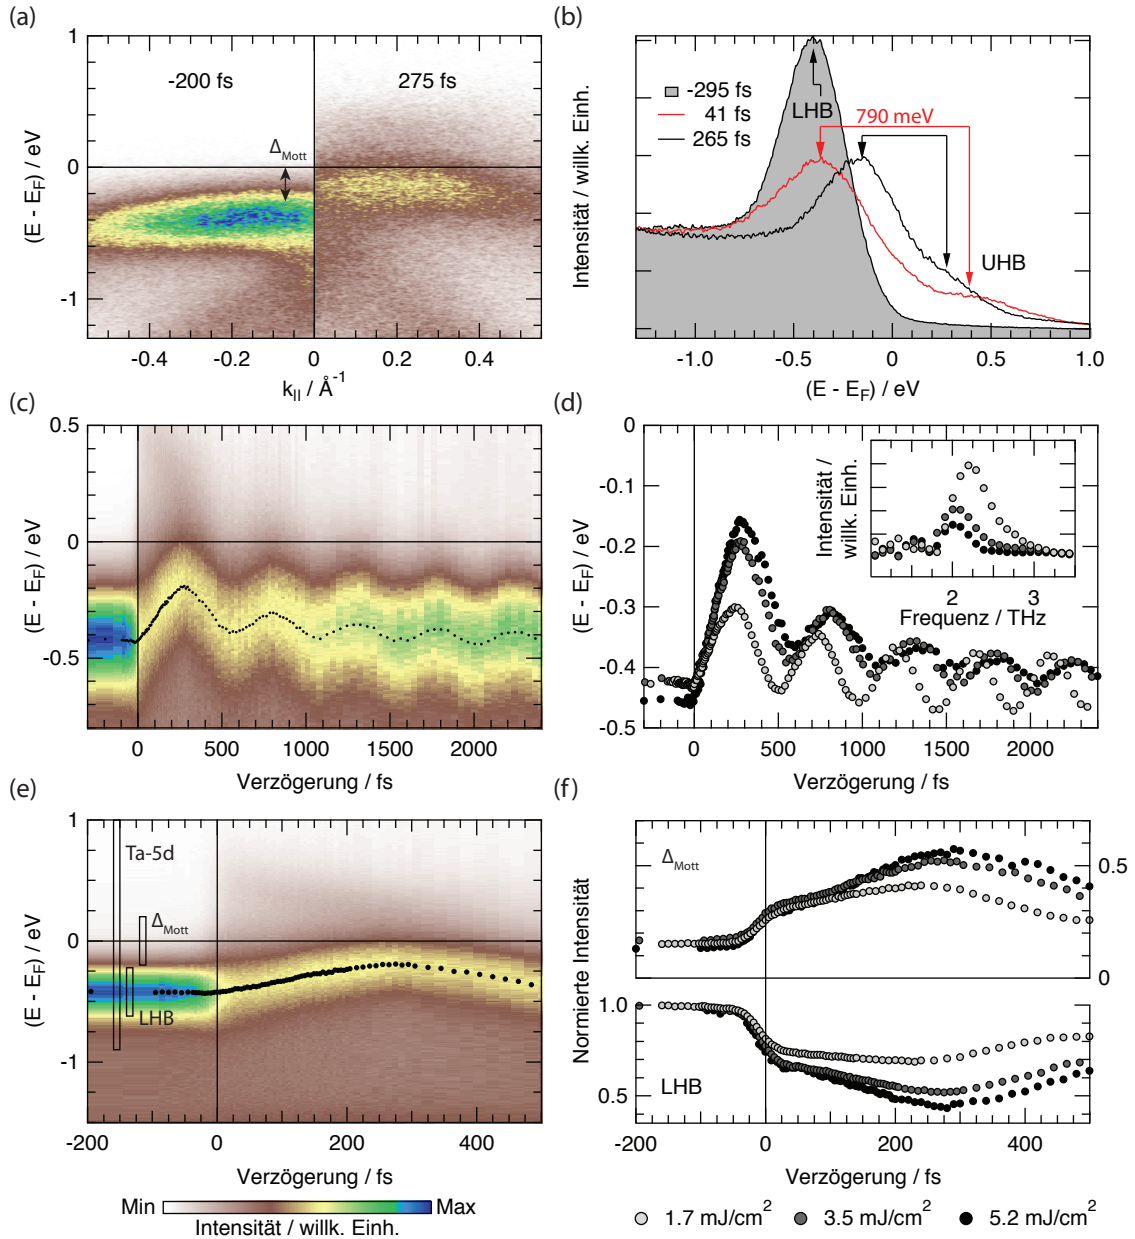 (a)
1
0
-1
(E - E_F) / eV
-200 fs
275 fs
Δ_Mott
-0.4
-0.2
0
0.2
0.4
k_II / Å^-1
(b)
Intensität / willk. Einh.
-295 fs
41 fs
265 fs
LHB
790 meV
UHB
-1.0
-0.5
0
0.5
1.0
(E - E_F) / eV
(c)
0.5
0
-0.5
(E - E_F) / eV
0
500
1000
1500
2000
Verzögerung / fs
(d)
0
-0.1
-0.2
-0.3
-0.4
-0.5
(E - E_F) / eV
Intensität /
willk. Einh.
2
3
Frequenz / THz
0
500
1000
1500
2000
Verzögerung / fs
(e)
1
0
-1
(E - E_F) / eV
Ta-5d
Δ_Mott
LHB
-200
0
200
400
Verzögerung / fs
Min
Max
Intensität / willk. Einh.
(f)
Normierte Intensität
Δ_Mott
0.5
0
1.0
0.5
LHB
-200
0
200
400
Verzögerung / fs
1.7 mJ/cm^2
3.5 mJ/cm^2
5.2 mJ/cm^2